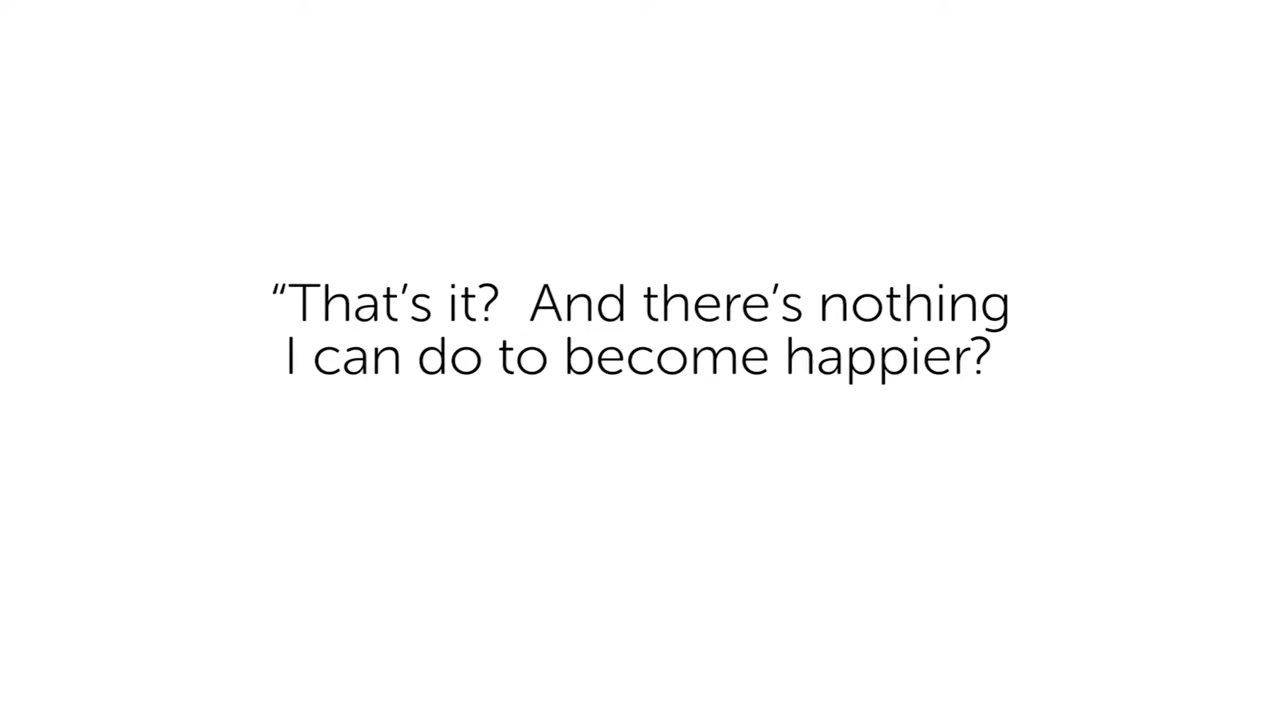 “That’s it?  And there’s nothing
I can do to become happier?